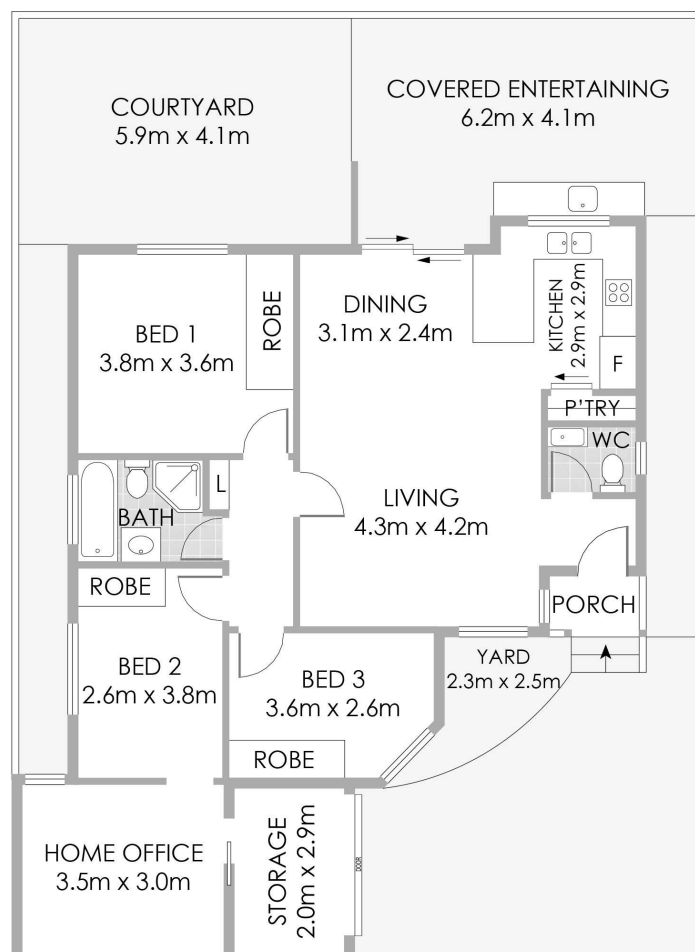 COURTYARD
5.9m x 4.1m
COVERED ENTERTAINING
6.2m x 4.1m
BED 1
3.8m x 3.6m
ROBE
DINING
3.1m x 2.4m
KITCHEN
2.9m x 2.9m
F
P'TRY
WC
L
BATH
LIVING
4.3m x 4.2m
ROBE
PORCH
BED 2
2.6m x 3.8m
BED 3
3.6m x 2.6m
YARD
2.3m x 2.5m
ROBE
HOME OFFICE
3.5m x 3.0m
STORAGE
2.0m x 2.9m
DOOR